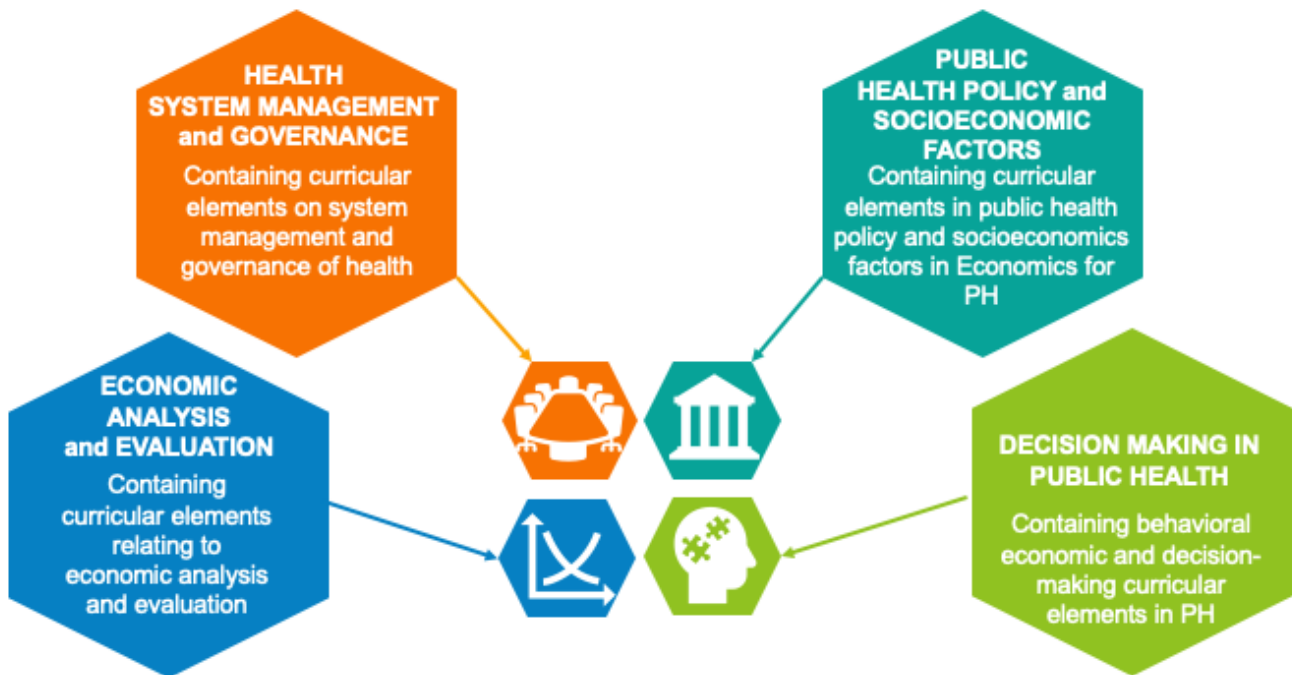 HEALTH
SYSTEM MANAGEMENT
and GOVERNANCE
Containing curricular
elements on system
management and
governance of health
PUBLIC
HEALTH POLICY and
SOCIOECONOMIC
FACTORS
Containing curricular
elements in public health
policy and socioeconomics
factors in Economics for
PH
ECONOMIC
ANALYSIS
and EVALUATION
Containing
curricular elements
relating to
economic analysis
and evaluation
DECISION MAKING IN
PUBLIC HEALTH
Containing behavioral
economic and decision-
making curricular
elements in PH